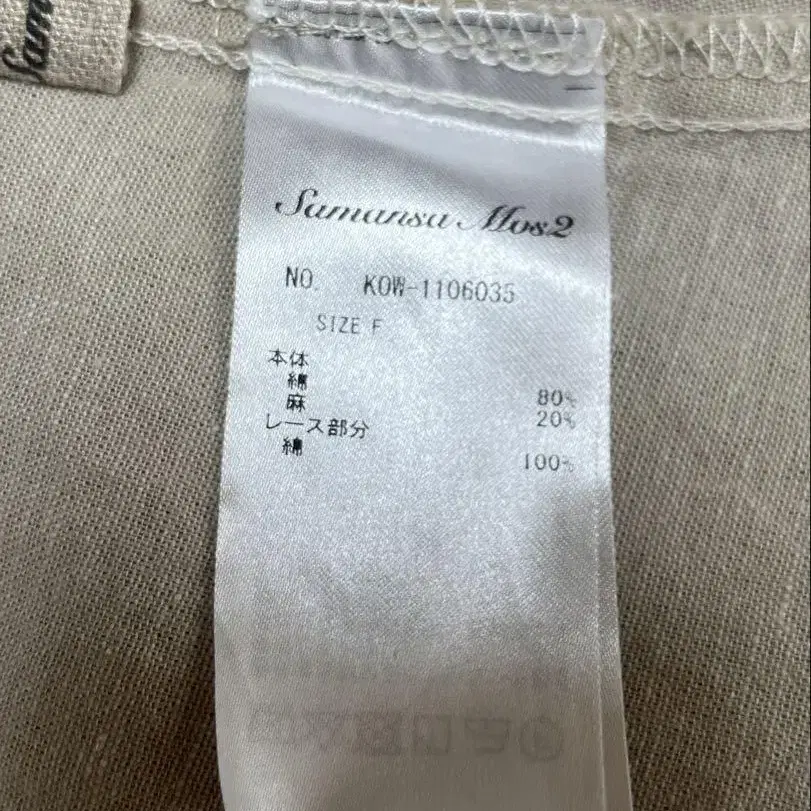 Sam
Samansa Mos2
NO. KOW-1106035
SIZE F
本体
綿 80%
麻 20%
レース部分
綿 100%